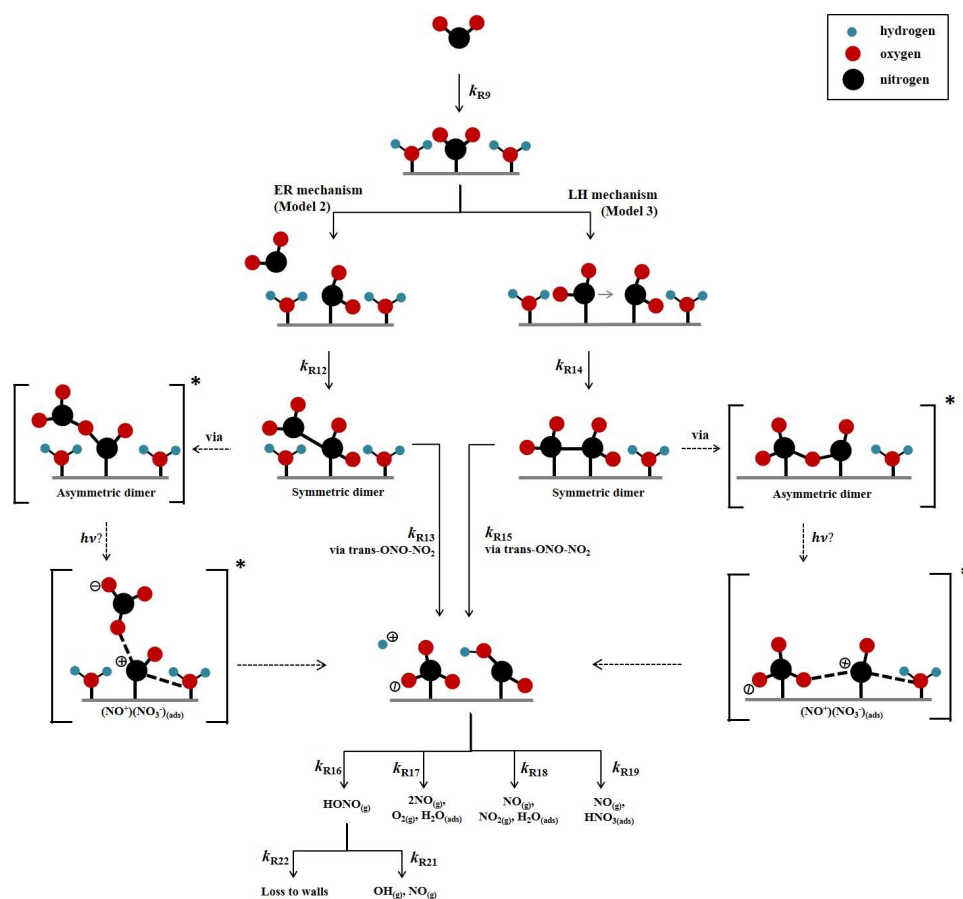 hydrogen
oxygen
nitrogen
kR9
ER mechanism
(Model 2)
LH mechanism
(Model 3)
kR12
kR14
*
via
Asymmetric dimer
Symmetric dimer
Symmetric dimer
via
*
Asymmetric dimer
hν?
kR13
via trans-ONO-NO2
kR15
via trans-ONO-NO2
hν?
*
⊖
⊕
(NO+)(NO3-)(ads)
⊕
⊖
*
⊕
⊖
(NO+)(NO3-)(ads)
kR16
kR17
kR18
kR19
HONO(g)
2NO(g),
O2(g), H2O(ads)
NO(g),
NO2(g), H2O(ads)
NO(g),
HNO3(ads)
kR22
kR21
Loss to walls
OH(g), NO(g)